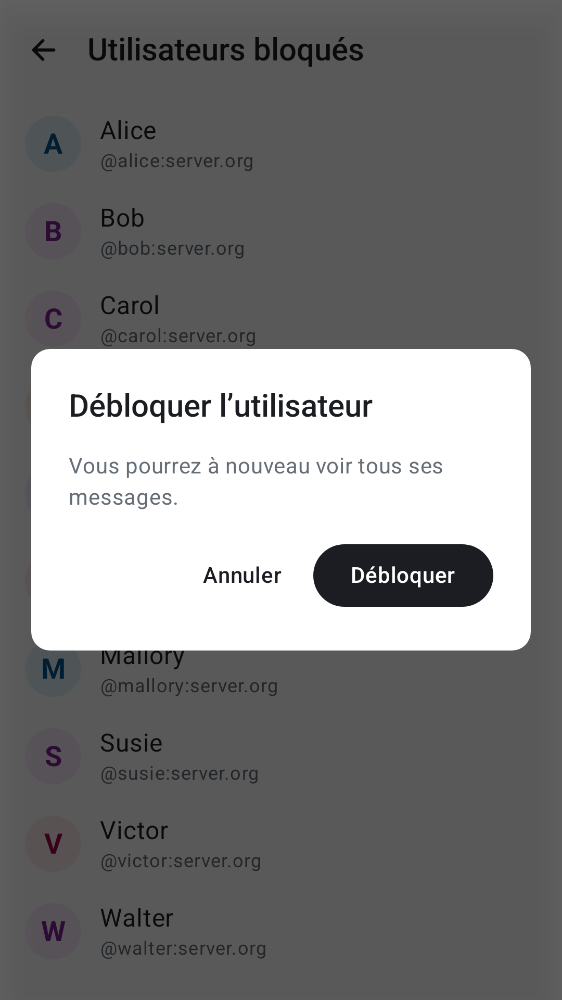 Utilisateurs bloqués
A
Alice
@alice:server.org
B
Bob
@bob:server.org
C
Carol
@carol:server.org
Débloquer l’utilisateur
Vous pourrez à nouveau voir tous ses
messages.
Annuler
Débloquer
M
Mallory
@mallory:server.org
S
Susie
@susie:server.org
V
Victor
@victor:server.org
W
Walter
@walter:server.org